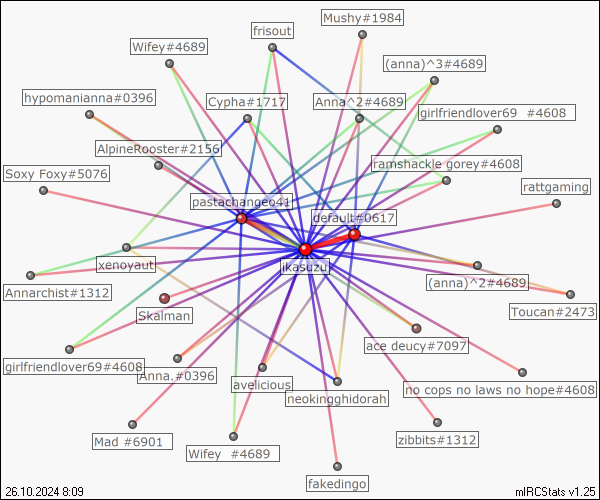 Mushy#1984
frisout
Wifey#4689
(anna)^3#4689
hypomanianna#0396
Cypha#1717
Anna^2#4689
girlfriendlover69 #4608
AlpineRooster#2156
ramshackle gorey#4608
Soxy Foxy#5076
rattgaming
pastachangeo41
default#0617
xenoyaut
jikasuzuj
(anna)^2#4689
Annarchist#1312
Toucan#2473
Skalman
ace deucy#7097
girlfriendlover69#4608
Anna.#0396
avelicious
no cops no laws no hope#4608
neokingghidorah
Mad #6901
Wifey #4689
zibbits#1312
fakedingo
26.10.2024 8:09
mIRCStats v1.25